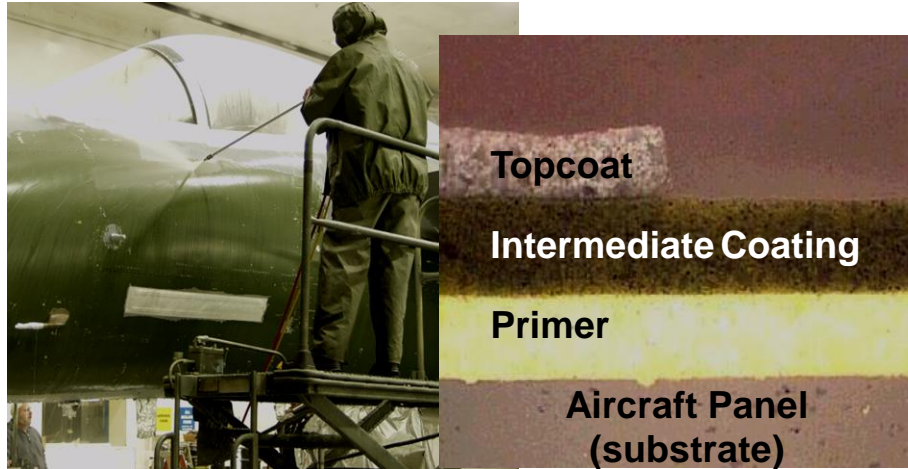 Topcoat
Intermediate Coating
Primer
Aircraft Panel
(substrate)